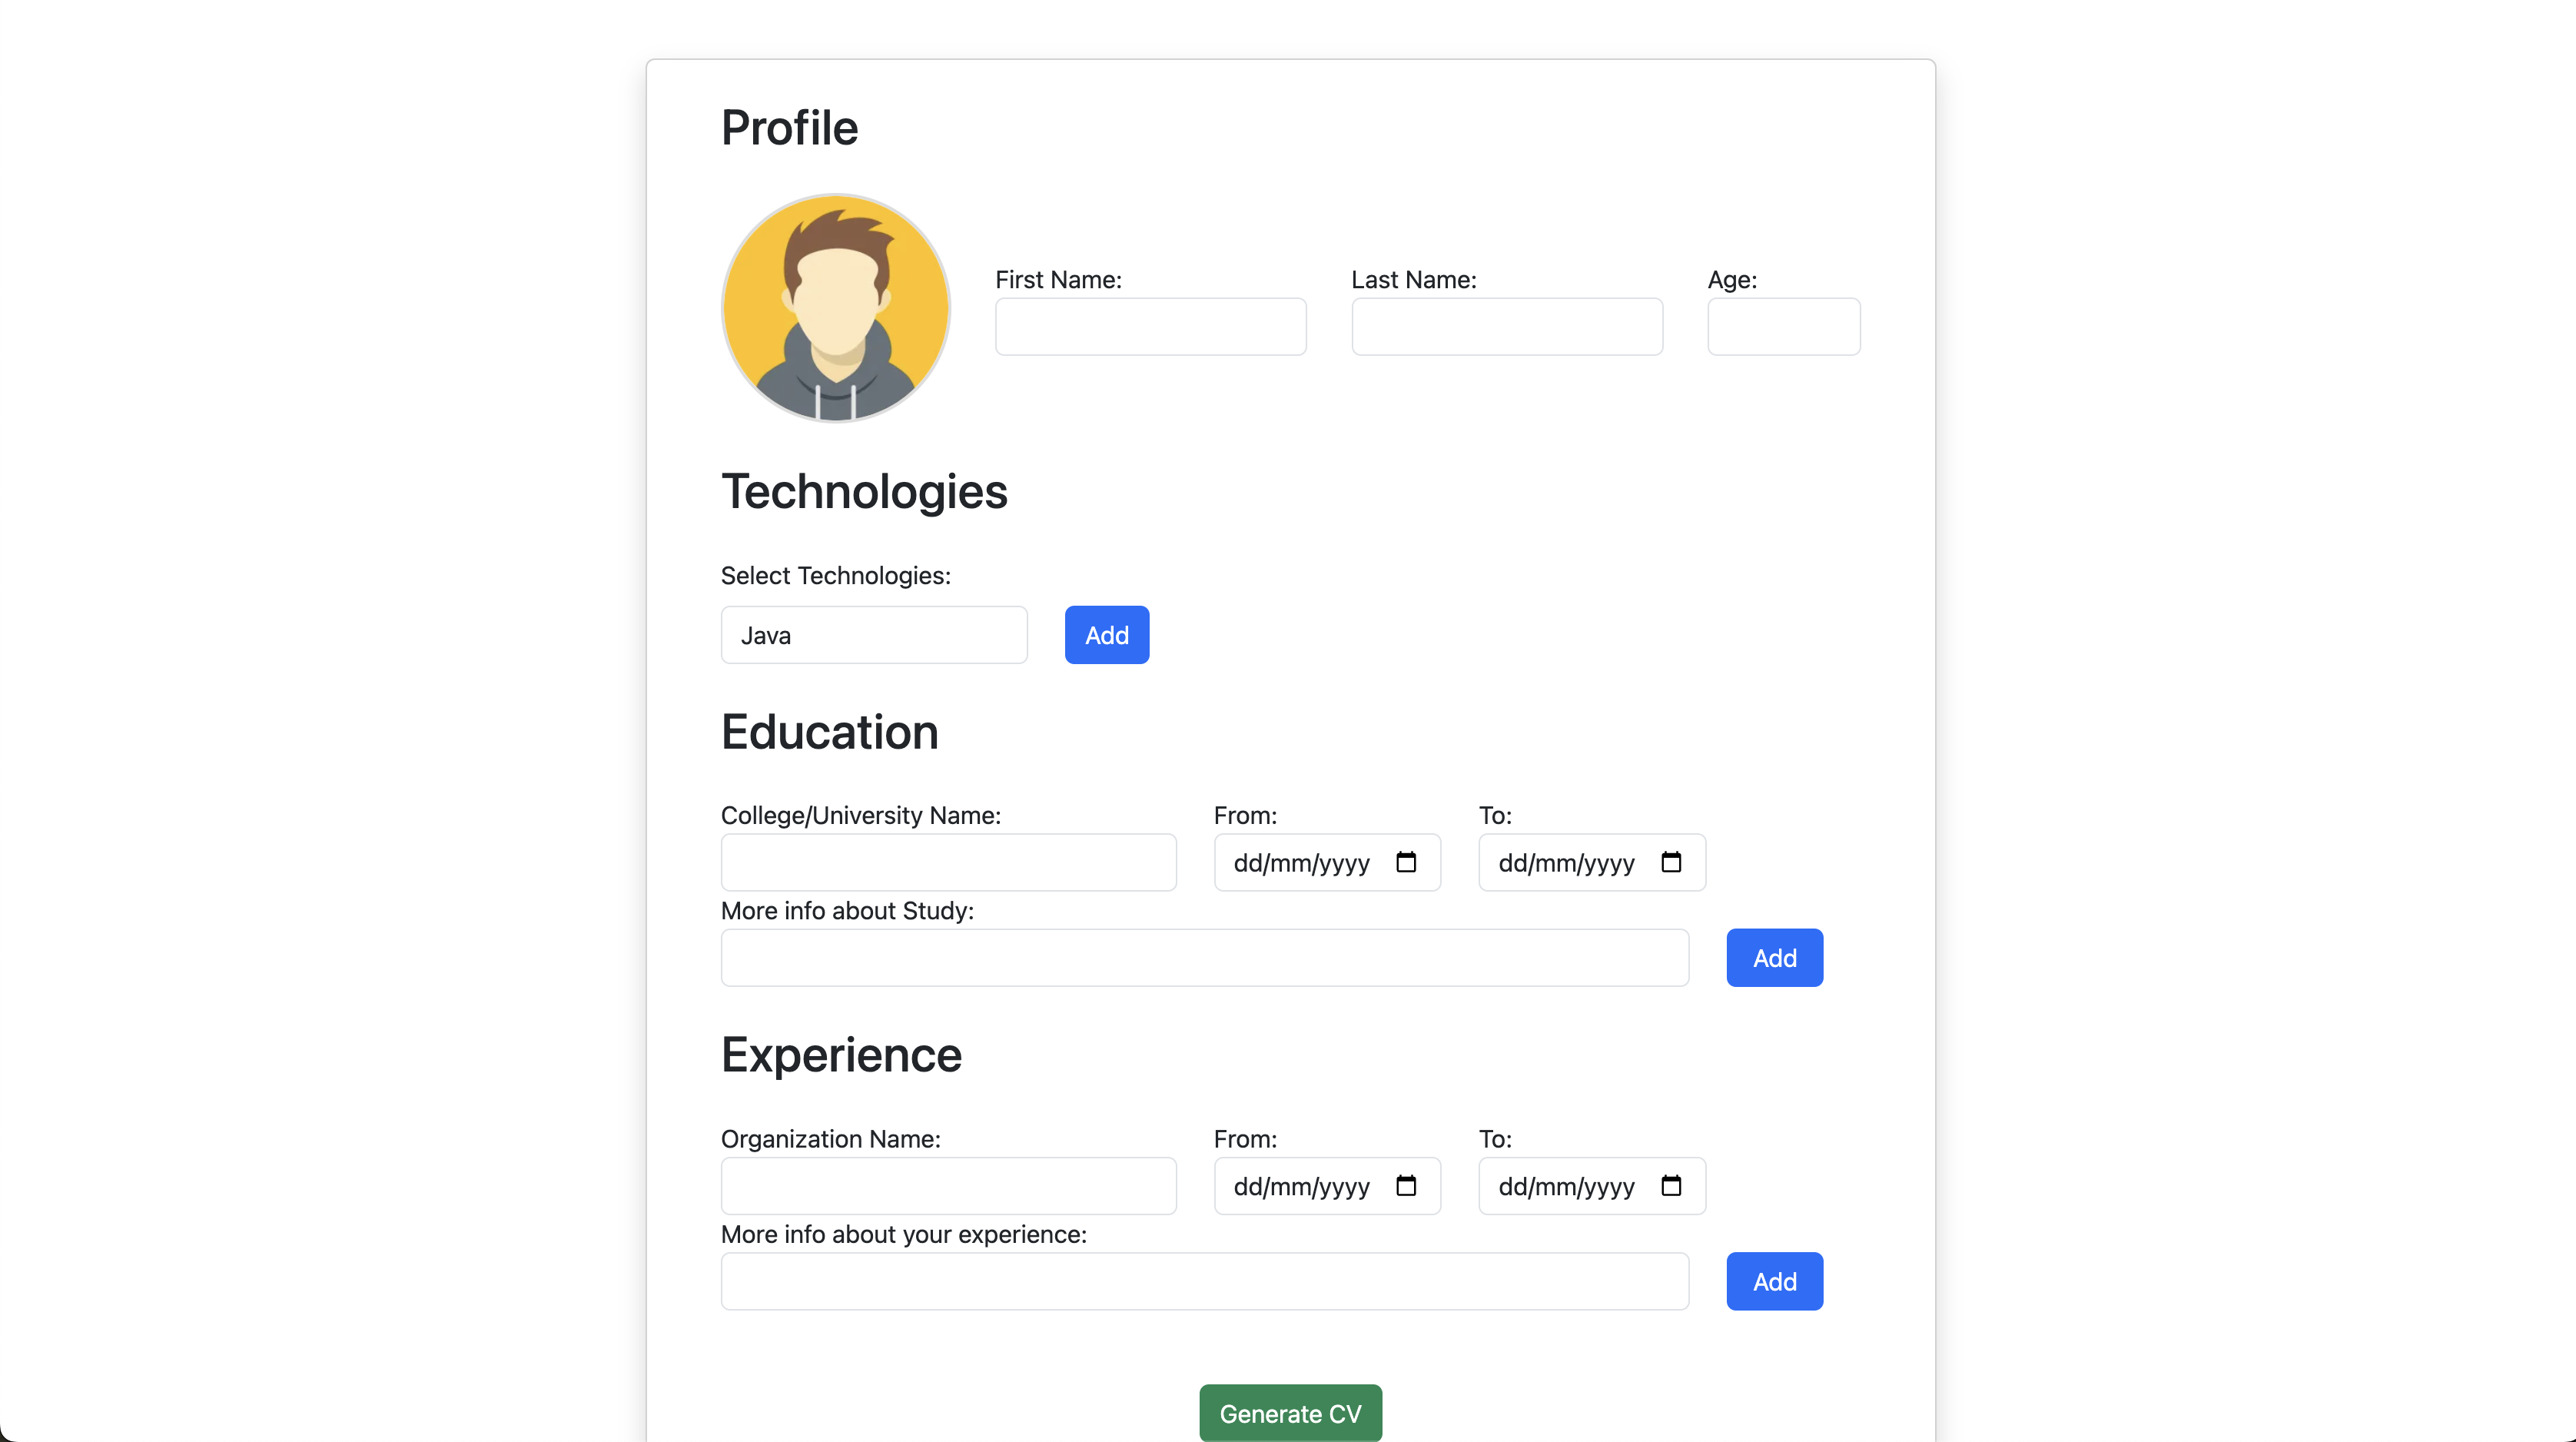 Profile
First Name: Last Name: Age:
Technologies
Select Technologies:
Java Add
Education
College/University Name: From: To:
dd/mm/yyyy dd/mm/yyyy
More info about Study:
Add
Experience
Organization Name: From: To:
dd/mm/yyyy dd/mm/yyyy
More info about your experience:
Add
Generate CV